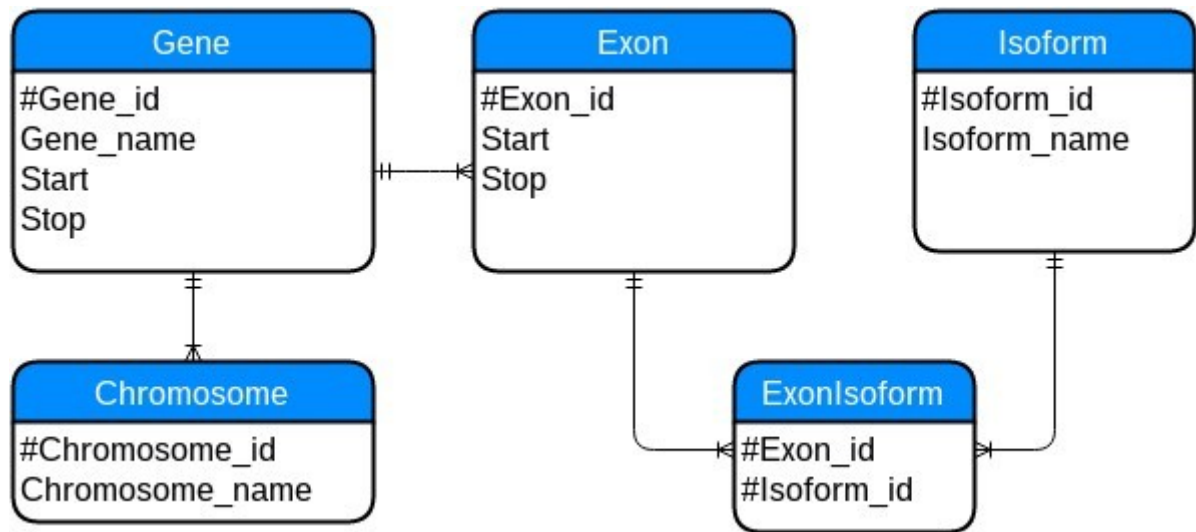 Gene
#Gene_id
Gene_name
Start
Stop
Exon
#Exon_id
Start
Stop
Isoform
#Isoform_id
Isoform_name
Chromosome
#Chromosome_id
Chromosome_name
ExonIsoform
#Exon_id
#Isoform_id